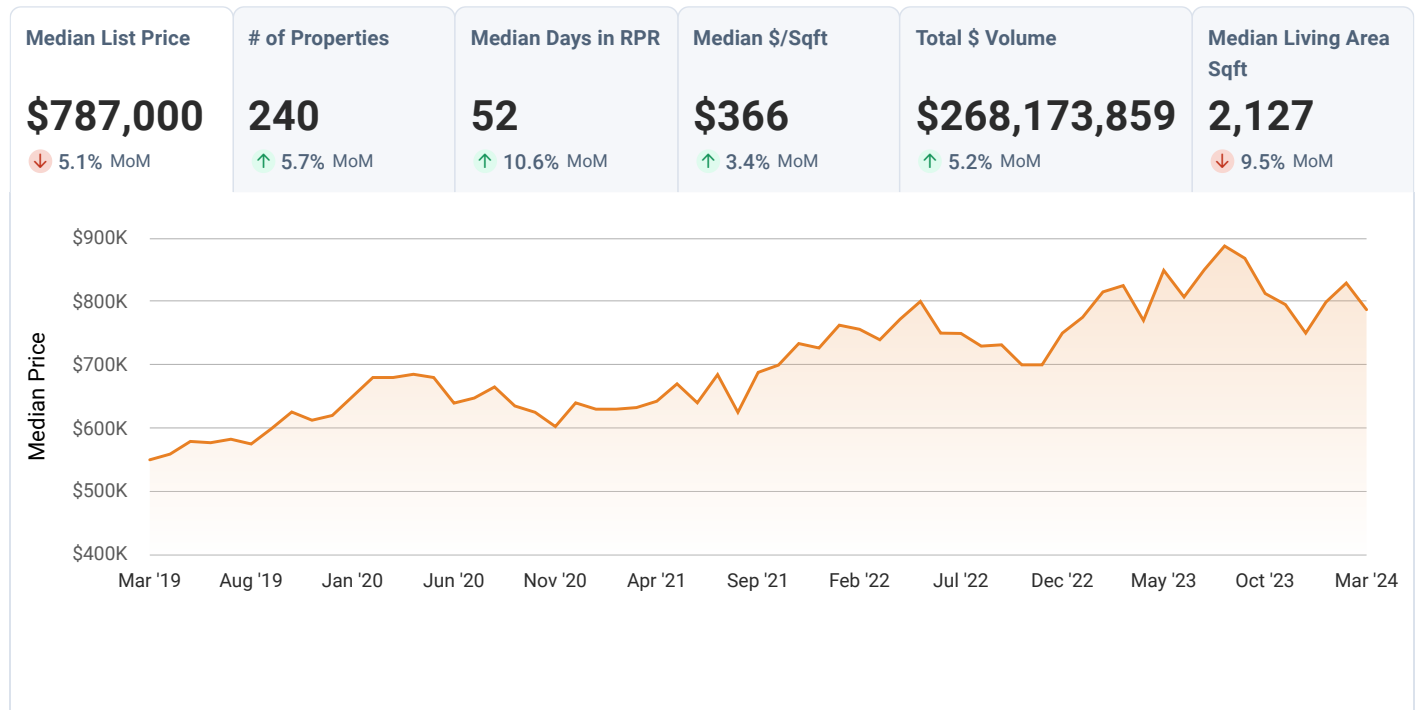 Median List Price
$787,000
5.1% MoM
# of Properties
240
5.7% MoM
Median Days in RPR
52
10.6% MoM
Median $/Sqft
$366
3.4% MoM
Total $ Volume
$268,173,859
5.2% MoM
Median Living Area
Sqft
2,127
9.5% MoM
Median Price
$900K
$800K
$700K
$600K
$500K
$400K
Mar '19 Aug '19 Jan '20 Jun '20 Nov '20 Apr '21 Sep '21 Feb '22 Jul '22 Dec '22 May '23 Oct '23 Mar '24